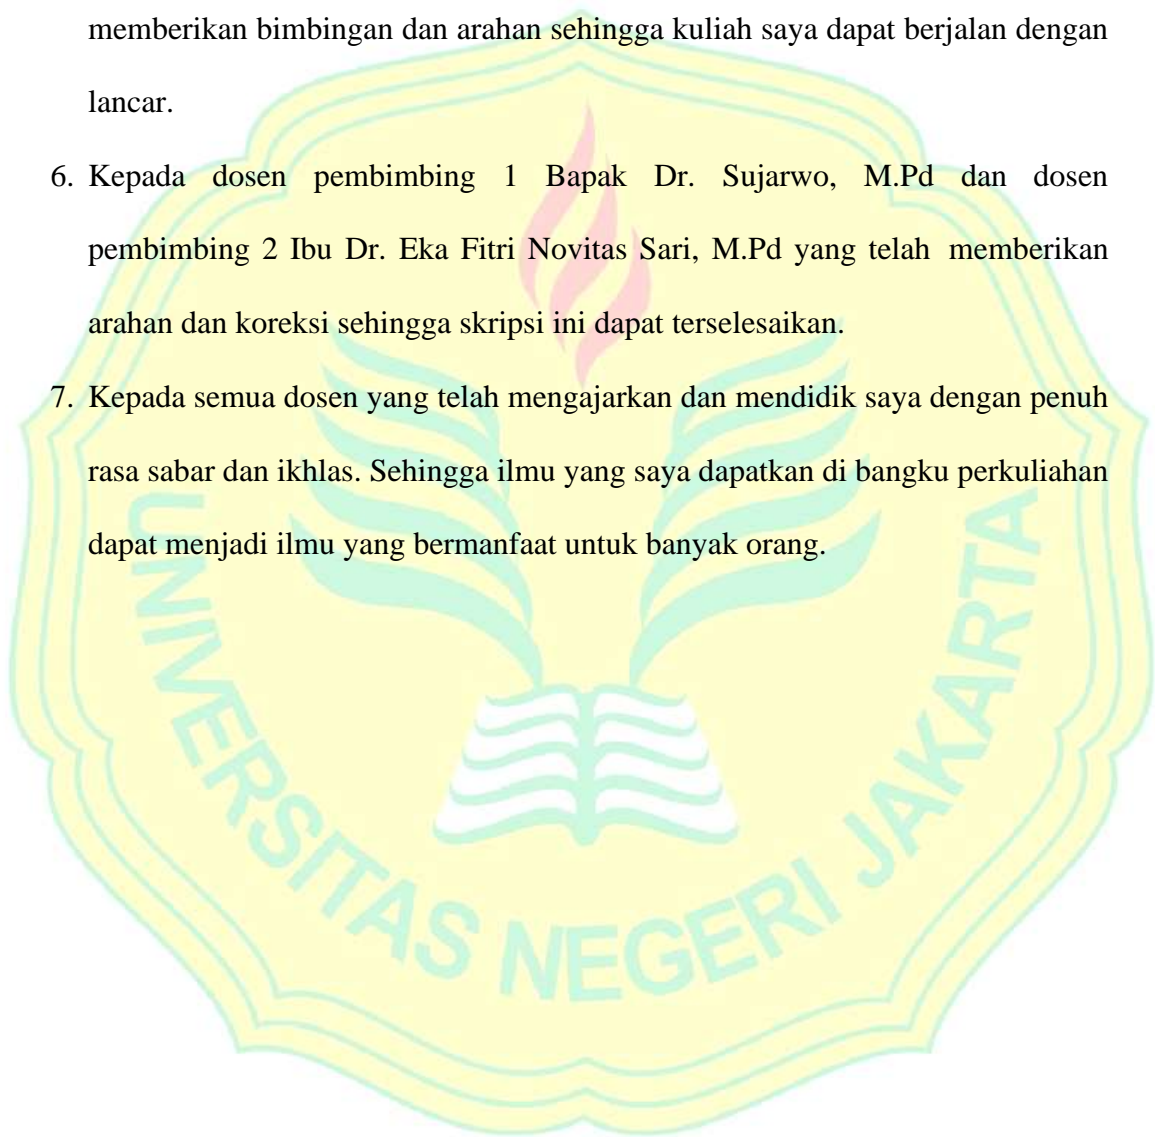 memberikan bimbingan dan arahan sehingga kuliah saya dapat berjalan dengan
lancar.
6. Kepada dosen pembimbing 1 Bapak Dr. Sujarwo, M.Pd dan dosen
pembimbing 2 Ibu Dr. Eka Fitri Novitas Sari, M.Pd yang telah memberikan
arahan dan koreksi sehingga skripsi ini dapat terselesaikan.
7. Kepada semua dosen yang telah mengajarkan dan mendidik saya dengan penuh
rasa sabar dan ikhlas. Sehingga ilmu yang saya dapatkan di bangku perkuliahan
dapat menjadi ilmu yang bermanfaat untuk banyak orang.
UNIVERSITAS NEGERI JAKARTA